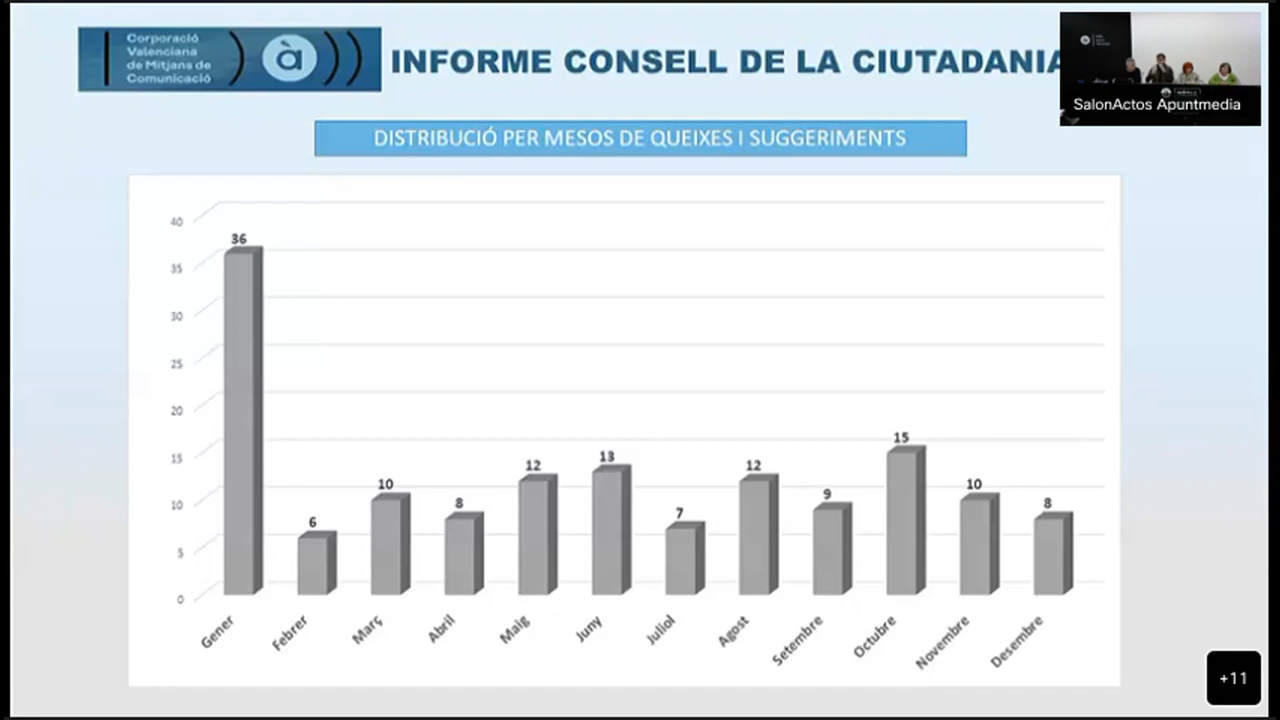 Corporació
Valenciana
de Mitjans de
Comunicació
à
INFORME CONSELL DE LA CIUTADANIA
SalonActos Apuntmedia
DISTRIBUCIÓ PER MESOS DE QUEIXES I SUGGERIMENTS
40
35
30
25
20
15
10
5
0
36
6
10
8
12
13
7
12
9
15
10
8
Gener
Febrer
Març
Abril
Maig
Juny
Juliol
Agost
Setembre
Octubre
Novembre
Desembre
+11